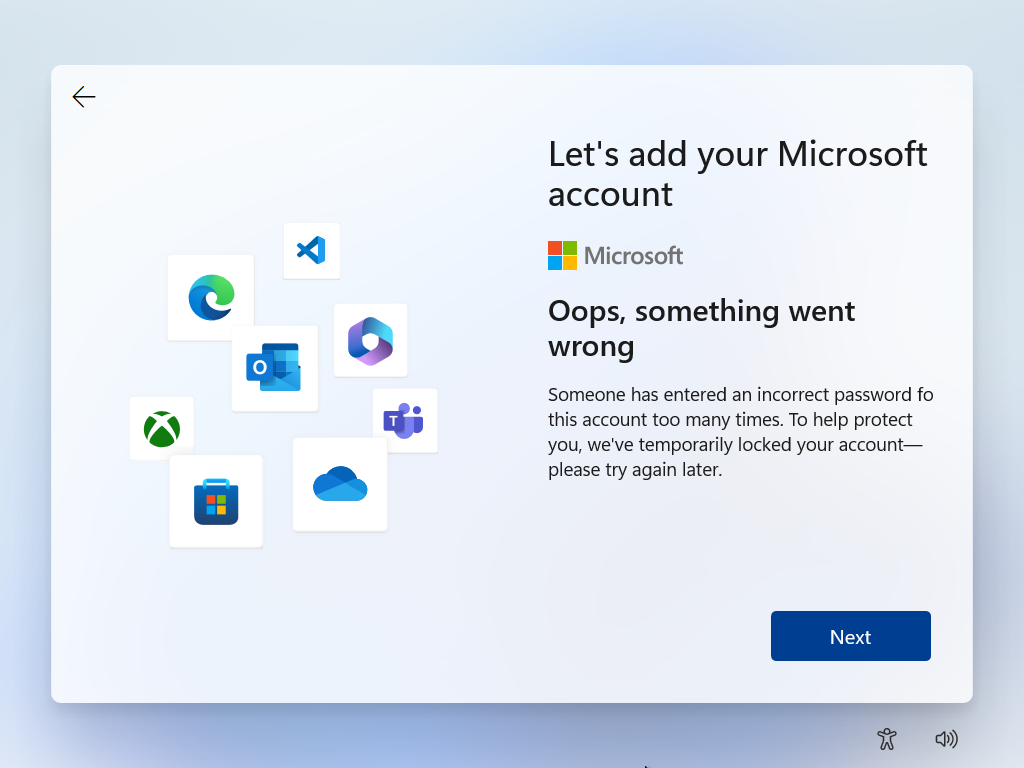 Let's add your Microsoft
account
Microsoft
Oops, something went
wrong
Someone has entered an incorrect password fo
this account too many times. To help protect
you, we've temporarily locked your account—
please try again later.
Next